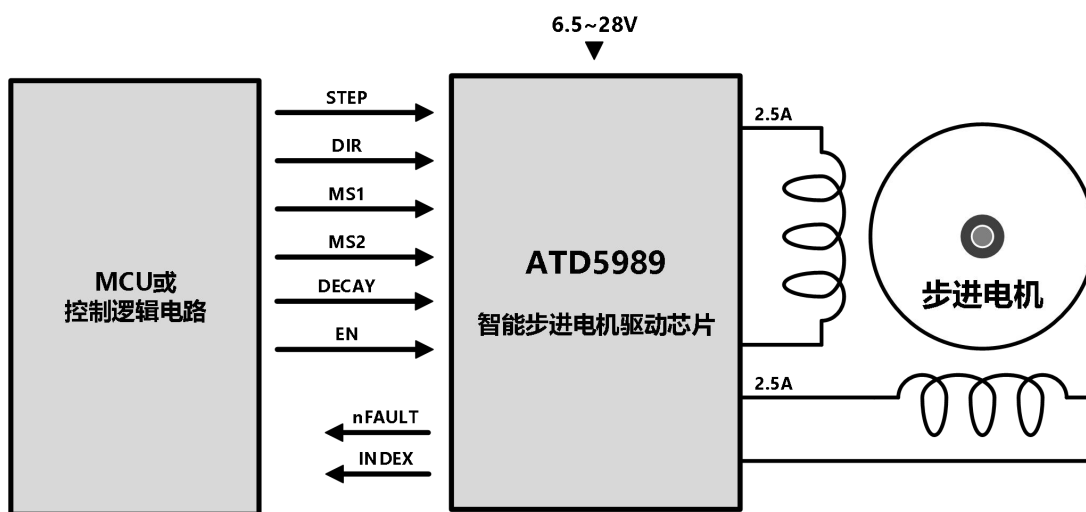 6.5~28V
STEP
DIR
MS1
MS2
DECAY
EN
nFAULT
INDEX
MCU或
控制逻辑电路
ATD5989
智能步进电机驱动芯片
2.5A
2.5A
步进电机